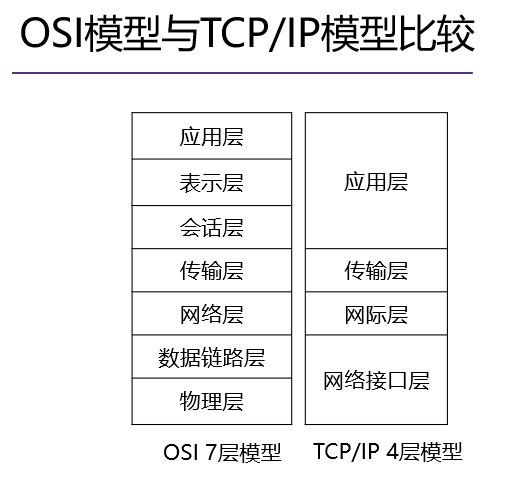 OSI模型与TCP/IP模型比较
应用层
表示层
会话层
传输层
网络层
数据链路层
物理层
OSI 7层模型
应用层
传输层
网际层
网络接口层
TCP/IP 4层模型